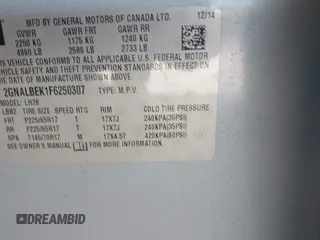 MFD BY GENERAL MOTORS OF CANADA LTD. 12/14
GVWR GAWR FRT GAWR RR
2250 KG 1175 KG 1240 KG
4960 LB 2590 LB 2733 LB
THIS VEHICLE CONFORMS TO ALL APPLICABLE U.S. FEDERAL MOTOR
VEHICLE SAFETY AND THEFT PREVENTION STANDARDS IN EFFECT ON
THE DATE OF MANUFACTURE SHOWN ABOVE.
2GNALBEK1F6250307 TYPE: M.P.V.
MODEL: LH26
TIRE SIZE SPEED RTG RIM COLD TIRE PRESSURE
FRT P225/65R17 T 17X7J 240KPA(35PSI)
RR P225/65R17 T 17X7J 240KPA(35PSI)
SPA T145/70R17 M 17X4.5T 420KPA(60PSI)
SEE OWNER'S MANUAL FOR MORE INFORMATION.
© AutoBidMaster